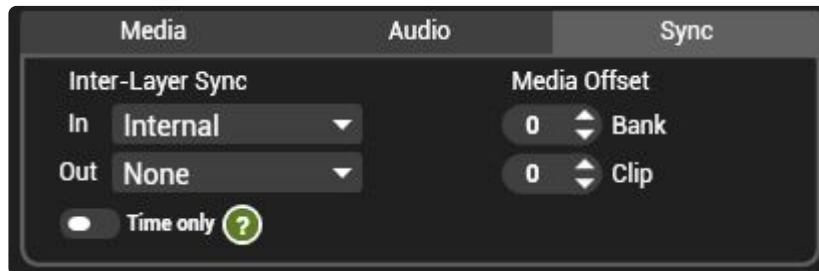 Media Audio Sync
Inter-Layer Sync Media Offset
In Internal 0 Bank
Out None 0 Clip
Time only ?